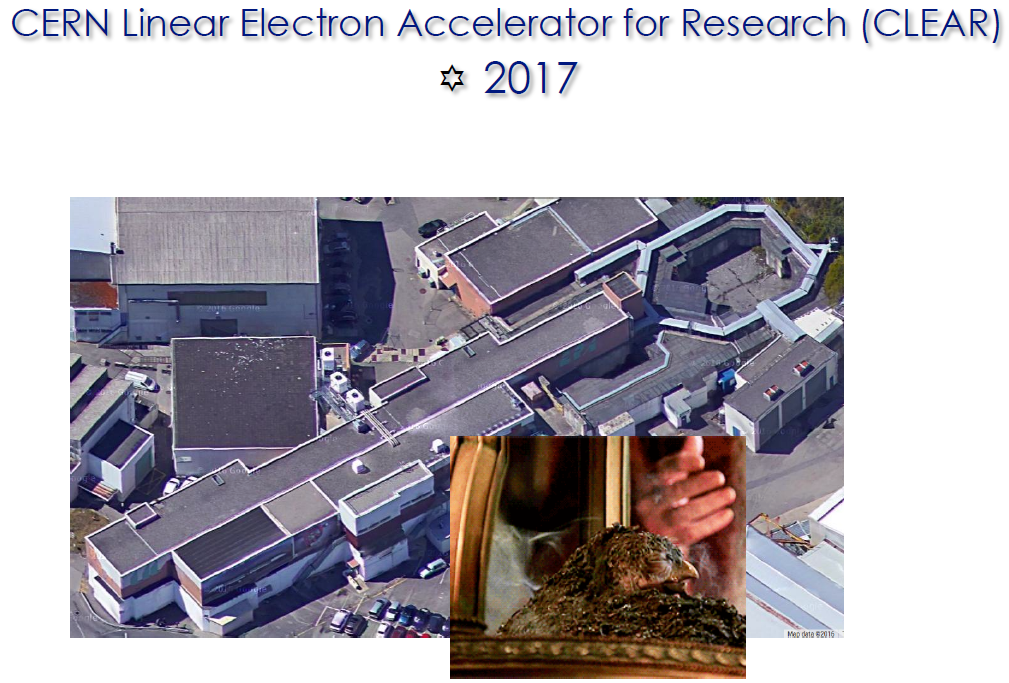 CERN Linear Electron Accelerator for Research (CLEAR)
✡ 2017
Map data ©2016